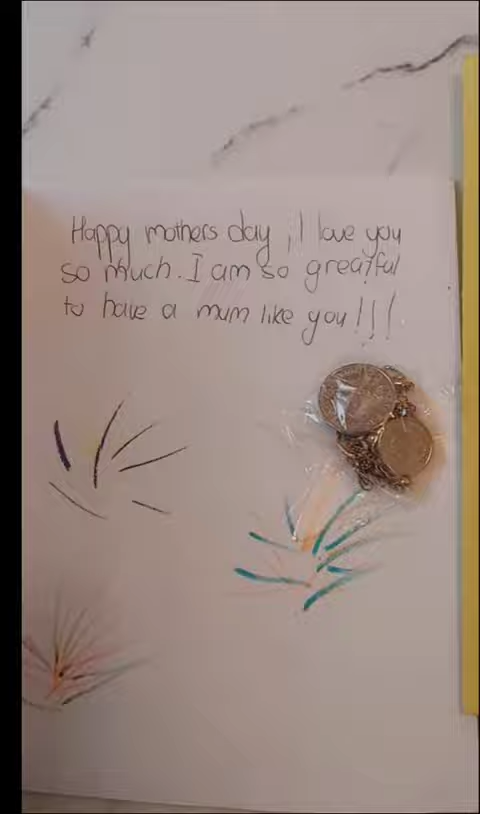 Happy mothers day, I love you
so much. I am so greatful
to have a mum like you!!!